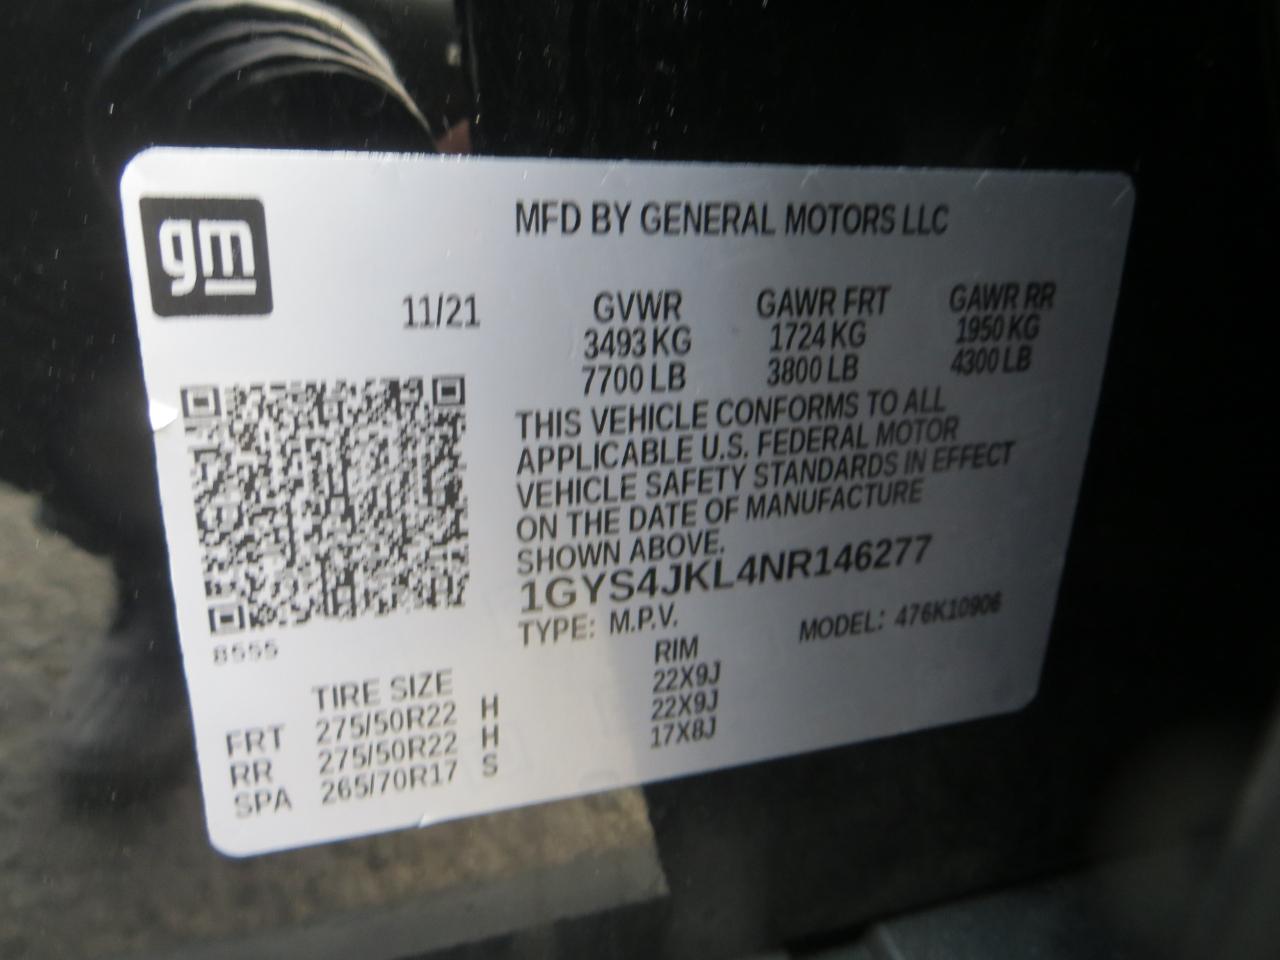 gm
MFD BY GENERAL MOTORS LLC
11/21
GVWR GAWR FRT GAWR RR
3493 KG 1724 KG 1950 KG
7700 LB 3800 LB 4300 LB
THIS VEHICLE CONFORMS TO ALL
APPLICABLE U.S. FEDERAL MOTOR
VEHICLE SAFETY STANDARDS IN EFFECT
ON THE DATE OF MANUFACTURE
SHOWN ABOVE.
1GYS4JKL4NR146277
TYPE: M.P.V. MODEL: 476K10906
8555
TIRE SIZE RIM
FRT 275/50R22 H 22X9J
RR 275/50R22 H 22X9J
SPA 265/70R17 S 17X8J